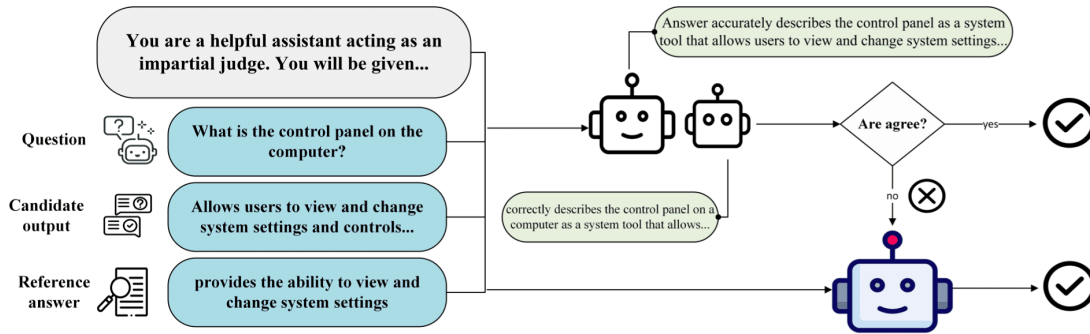 You are a helpful assistant acting as an
impartial judge. You will be given...
Question
What is the control panel on the
computer?
Candidate
output
Allows users to view and change
system settings and controls...
Reference
answer
provides the ability to view and
change system settings
Answer accurately describes the control panel as a system
tool that allows users to view and change system settings...
correctly describes the control panel on a
computer as a system tool that allows...
Are agree?
yes
no